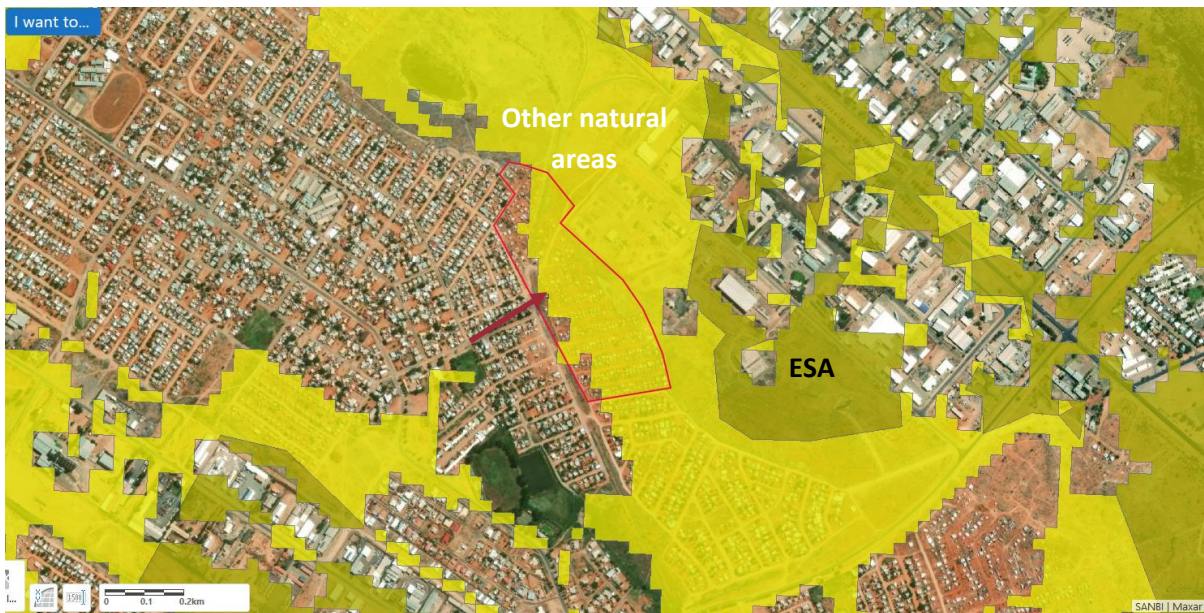 I want to...
Other natural
areas
ESA
0 0.1 0.2km
SANBI | Maxar